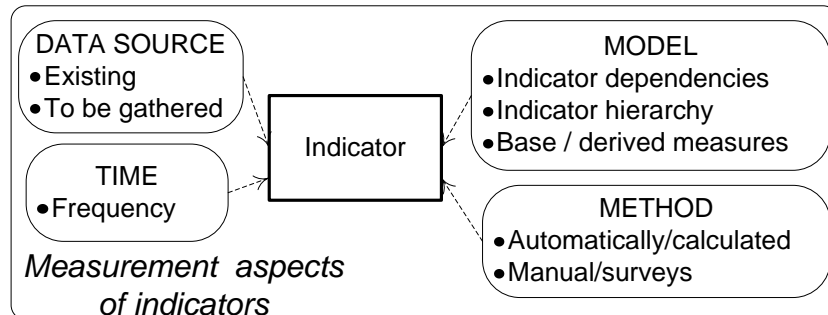 DATA SOURCE
●Existing
●To be gathered
TIME
●Frequency
Measurement aspects
of indicators
Indicator
MODEL
●Indicator dependencies
●Indicator hierarchy
●Base / derived measures
METHOD
●Automatically/calculated
●Manual/surveys